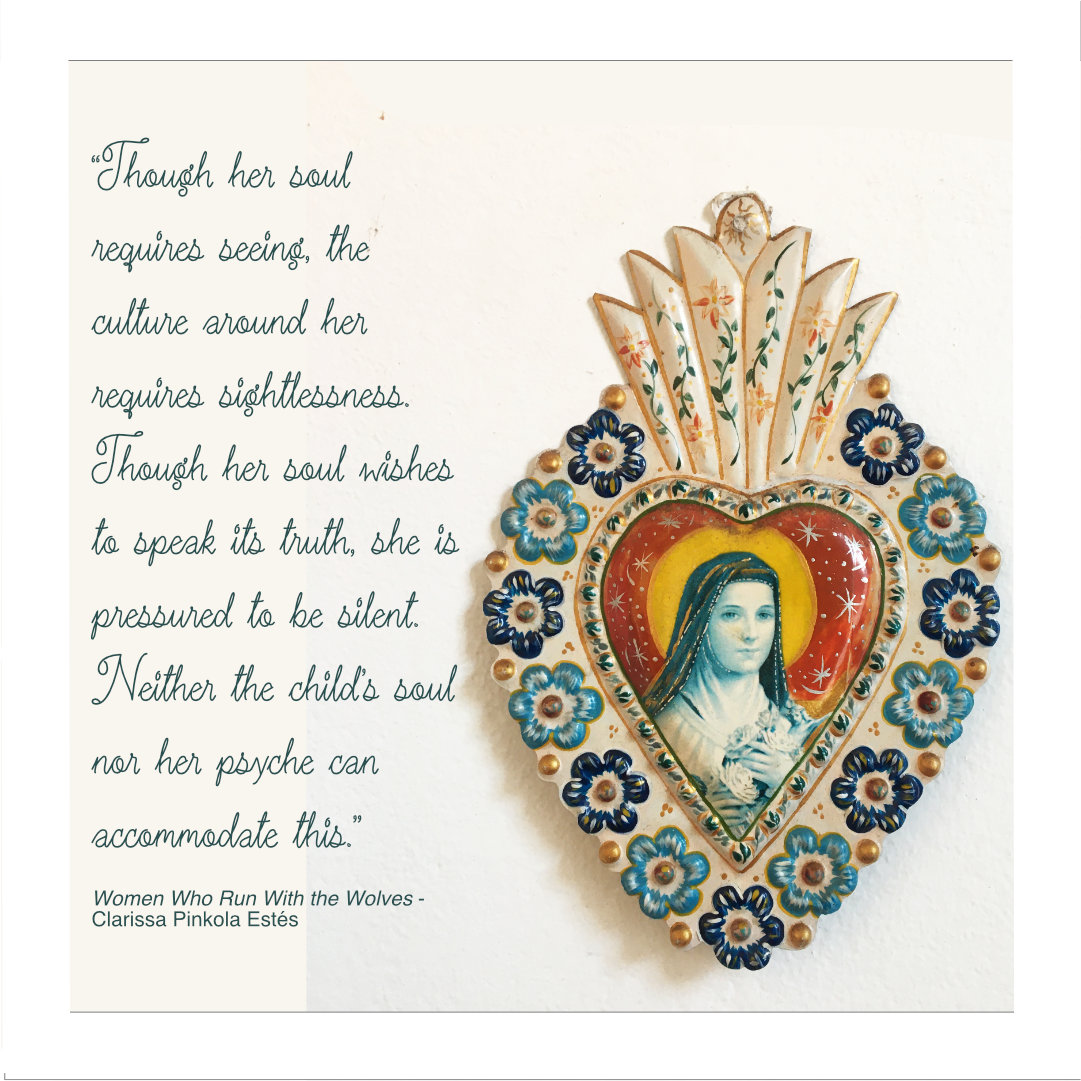 “Though her soul
requires seeing, the
culture around her
requires sightlessness.
Though her soul wishes
to speak its truth, she is
pressured to be silent.
Neither the child's soul
nor her psyche can
accommodate this.”
Women Who Run With the Wolves -
Clarissa Pinkola Estés